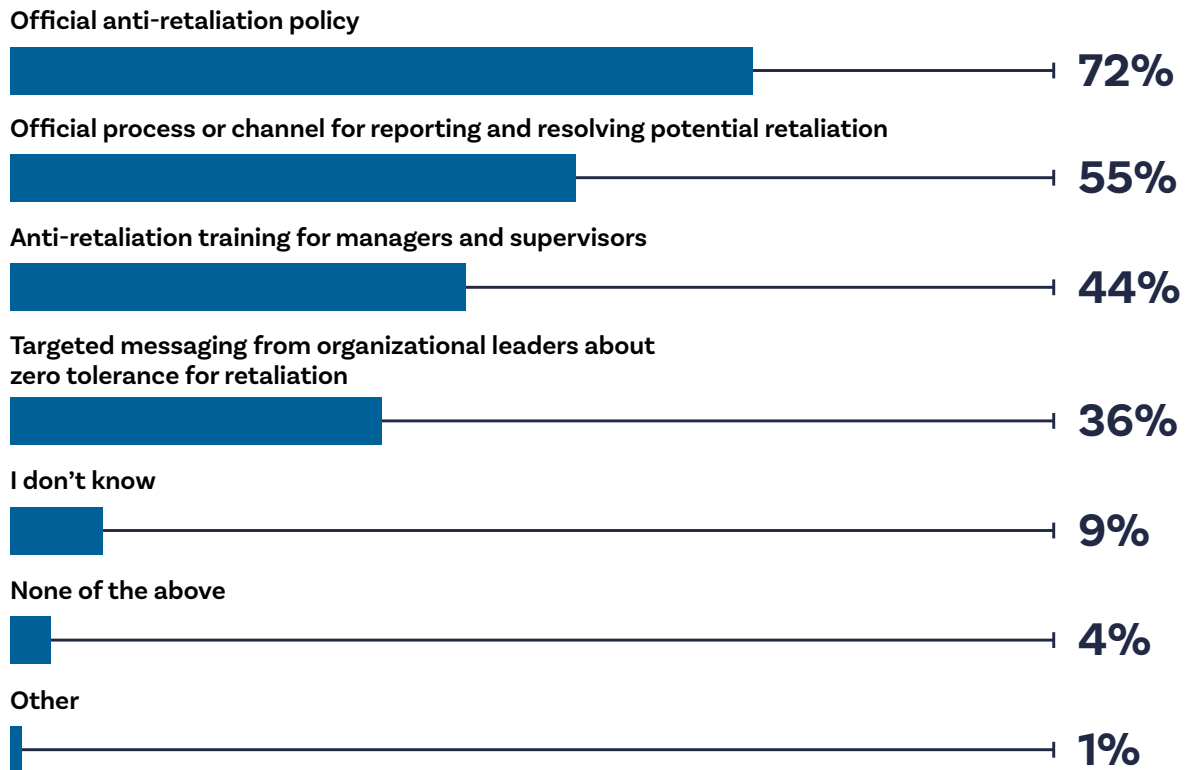 Official anti-retaliation policy
72%
Official process or channel for reporting and resolving potential retaliation
55%
Anti-retaliation training for managers and supervisors
44%
Targeted messaging from organizational leaders about
zero tolerance for retaliation
36%
I don’t know
9%
None of the above
4%
Other
1%